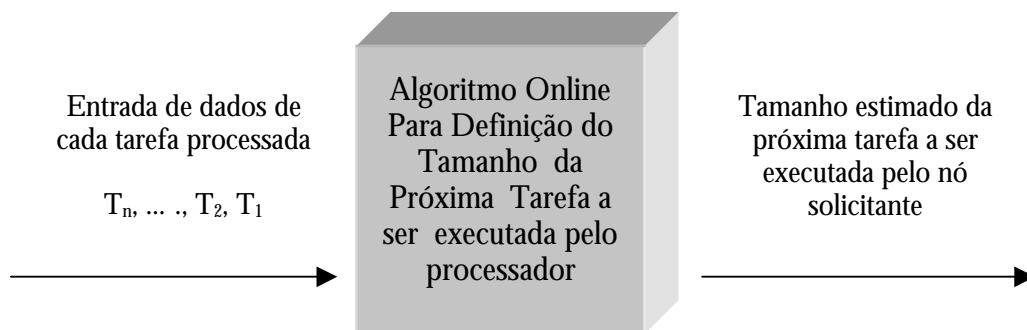 Entrada de dados de
cada tarefa processada
Tn, ... ., T2, T1
Algoritmo Online
Para Definição do
Tamanho da
Próxima Tarefa a
ser executada pelo
processador
Tamanho estimado da
próxima tarefa a ser
executada pelo nó
solicitante